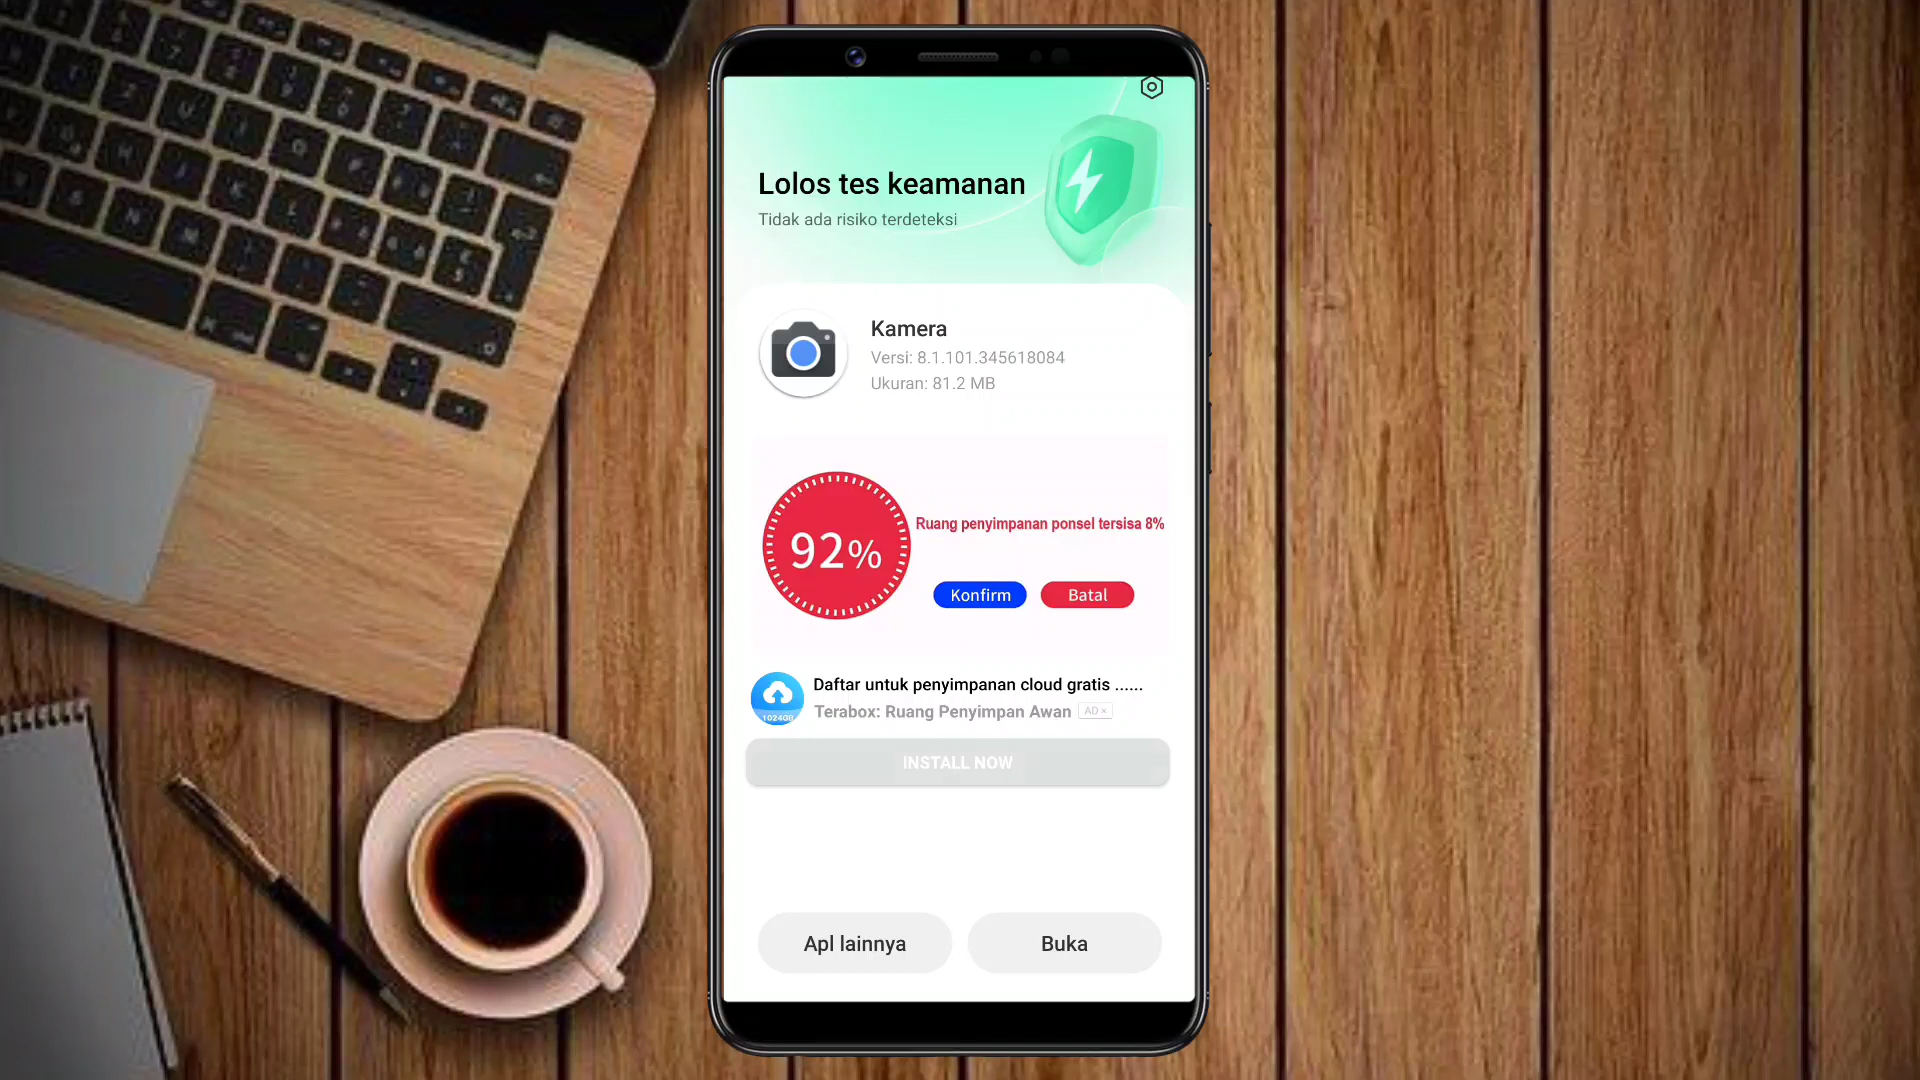 Lolos tes keamanan
Tidak ada risiko terdeteksi
Kamera
Versi: 8.1.101.345618084
Ukuran: 81.2 MB
92%
Ruang penyimpanan ponsel tersisa 8%
Konfirm
Batal
Daftar untuk penyimpanan cloud gratis ......
1024GB
Terabox: Ruang Penyimpan Awan
AD ×
INSTALL NOW
Apl lainnya
Buka